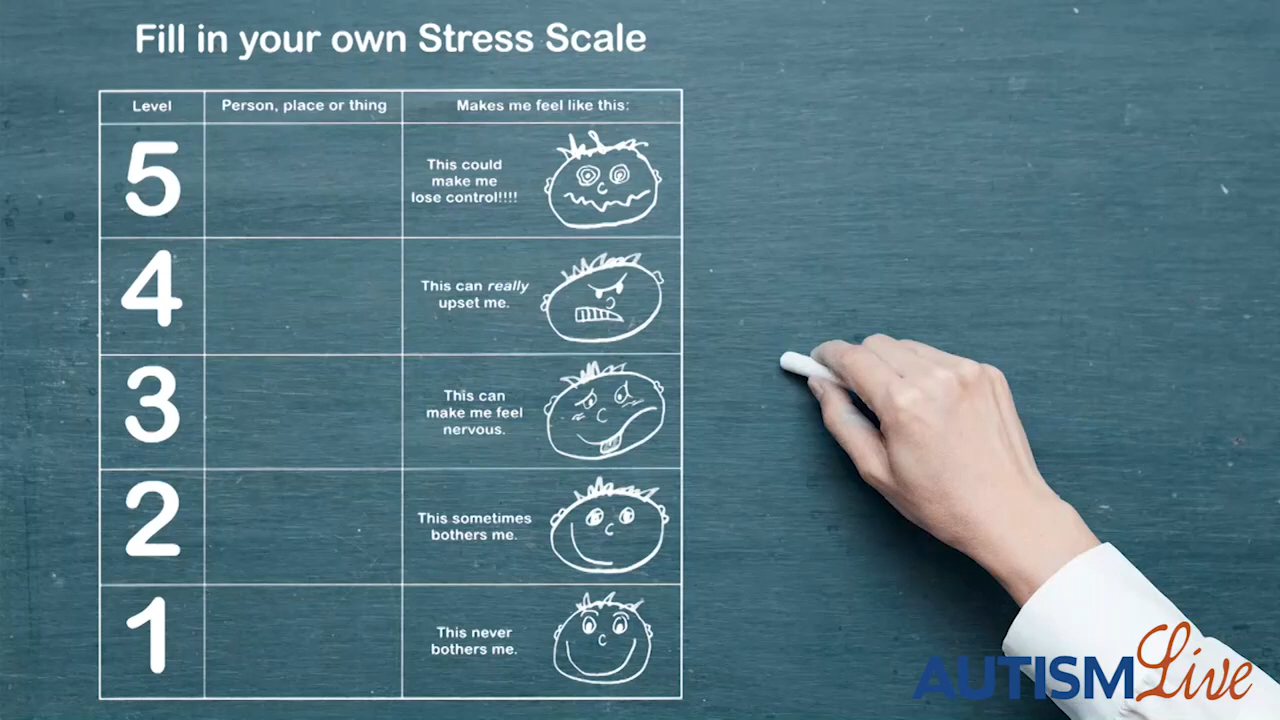 Fill in your own Stress Scale
Level Person, place or thing Makes me feel like this:
5
This could
make me
lose control!!!!
4
This can really
upset me.
3
This can
make me feel
nervous.
2
This sometimes
bothers me.
1
This never
bothers me.
AUTISM Live